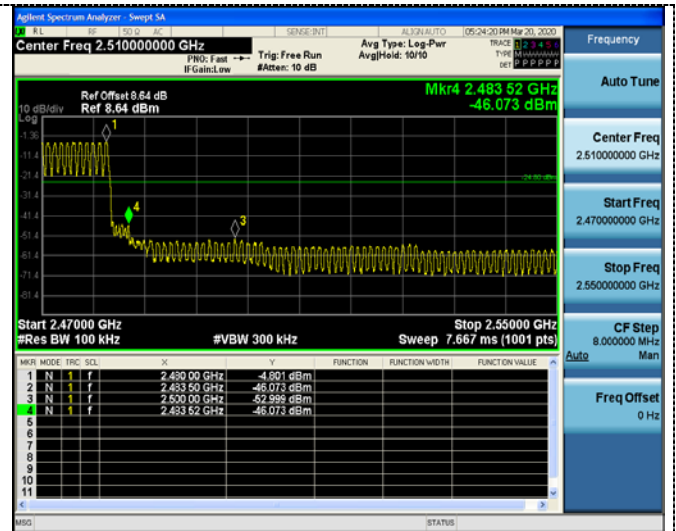 Agilent Spectrum Analyzer - Swept SA
RL RF 50 Ω AC SENSE:INT ALIGN AUTO 05:24:20 PM Mar 20, 2020
Center Freq 2.510000000 GHz
PNO: Fast
IFGain:Low
Trig: Free Run
#Atten: 10 dB
Avg Type: Log-Pwr
Avg|Hold: 10/10
TRACE 1 2 3 4 5 6
TYPE
DET P P P P P P
Frequency
Auto Tune
Center Freq
2.510000000 GHz
Start Freq
2.470000000 GHz
Stop Freq
2.550000000 GHz
CF Step
8.000000 MHz
Auto Man
Freq Offset
0 Hz
Mkr4 2.483 52 GHz
-46.073 dBm
Ref Offset 8.64 dB
10 dB/div Ref 8.64 dBm
Log
-1.36
-11.4
-21.4
-31.4
-41.4
-51.4
-61.4
-71.4
-81.4
1
4
3
Start 2.47000 GHz Stop 2.55000 GHz
#Res BW 100 kHz #VBW 300 kHz Sweep 7.667 ms (1001 pts)
MKR MODE TRC SCL X Y FUNCTION FUNCTION WIDTH FUNCTION VALUE
1 N 1 f 2.480 00 GHz -4.801 dBm
2 N 1 f 2.483 50 GHz -46.073 dBm
3 N 1 f 2.500 00 GHz -52.999 dBm
4 N 1 f 2.483 52 GHz -46.073 dBm
5
6
7
8
9
10
11
MSG STATUS